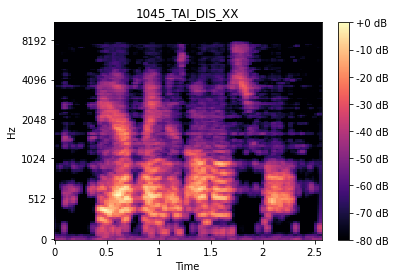 1045_TAI_DIS_XX
8192
4096
2048
1024
512
0
Hz
0 0.5 1 1.5 2 2.5
Time
+0 dB
-10 dB
-20 dB
-30 dB
-40 dB
-50 dB
-60 dB
-70 dB
-80 dB